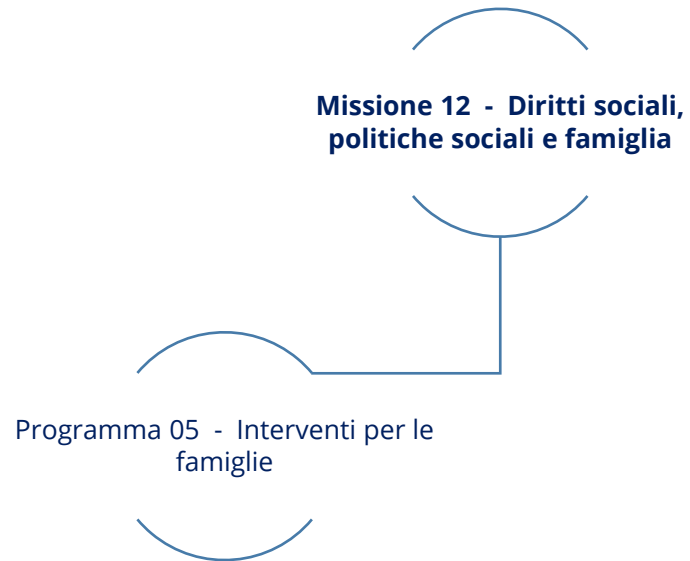 Missione 12 - Diritti sociali,
politiche sociali e famiglia
Programma 05 - Interventi per le
famiglie